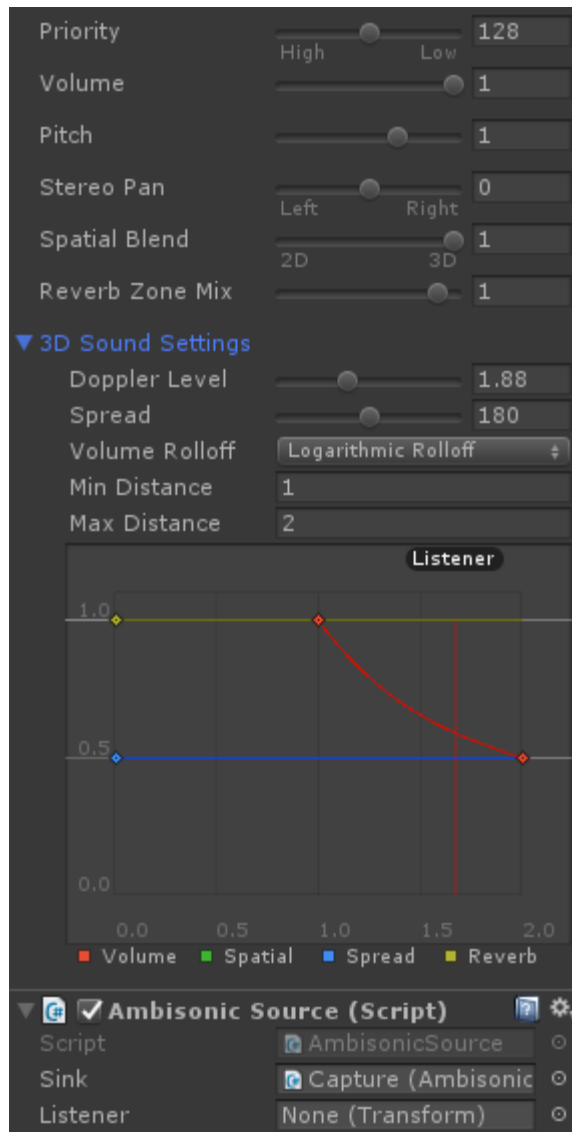 Priority 128
High Low
Volume 1
Pitch 1
Stereo Pan 0
Left Right
Spatial Blend 1
2D 3D
Reverb Zone Mix 1
3D Sound Settings
Doppler Level 1.88
Spread 180
Volume Rolloff Logarithmic Rolloff
Min Distance 1
Max Distance 2
Listener
1.0
0.5
0.0
0.0 0.5 1.0 1.5 2.0
Volume Spatial Spread Reverb
Ambisonic Source (Script)
Script AmbisonicSource
Sink Capture (Ambisonic
Listener None (Transform)